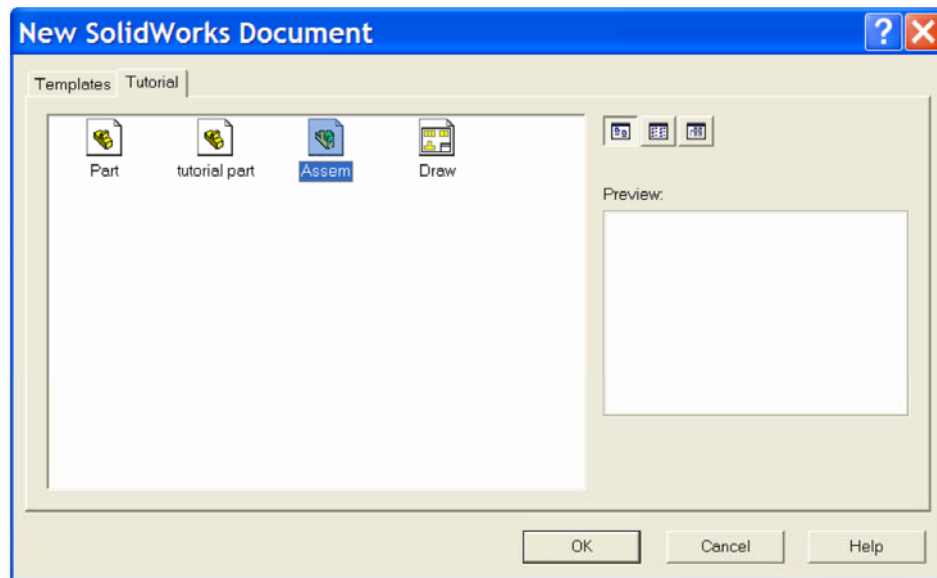 New SolidWorks Document
Templates Tutorial
Part tutorial part Assem Draw
Preview:
OK Cancel Help